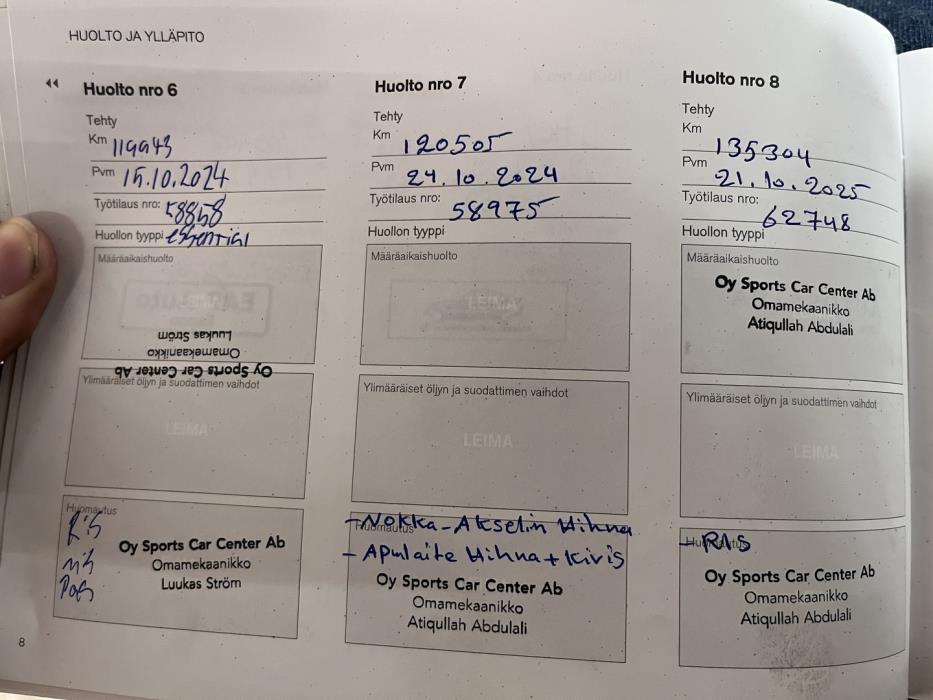 HUOLTO JA YLLÄPITO
Huolto nro 6
Tehty
Km 119943
Pvm 15.10.2024
Työtilaus nro: 58858
Huollon tyyppi essential
Määräaikaishuolto
Oy Sports Car Center Ab
Omamekaanikko
Luukas Ström
Ylimääräiset öljyn ja suodattimen vaihdot
LEIMA
Huomautus
Oy Sports Car Center Ab
Omamekaanikko
Luukas Ström
Huolto nro 7
Tehty
Km 120505
Pvm 24.10.2024
Työtilaus nro: 58975
Huollon tyyppi
Määräaikaishuolto
LEIMA
Ylimääräiset öljyn ja suodattimen vaihdot
LEIMA
Huomautus
-Nokka-Akselin Hihna
- Apulaite Hihna + kiris
Oy Sports Car Center Ab
Omamekaanikko
Atiqullah Abdulali
Huolto nro 8
Tehty
Km 135304
Pvm 21.10.2025
Työtilaus nro: 62748
Huollon tyyppi
Määräaikaishuolto
Oy Sports Car Center Ab
Omamekaanikko
Atiqullah Abdulali
Ylimääräiset öljyn ja suodattimen vaihdot
LEIMA
Huomautus
- RNS
Oy Sports Car Center Ab
Omamekaanikko
Atiqullah Abdulali
8